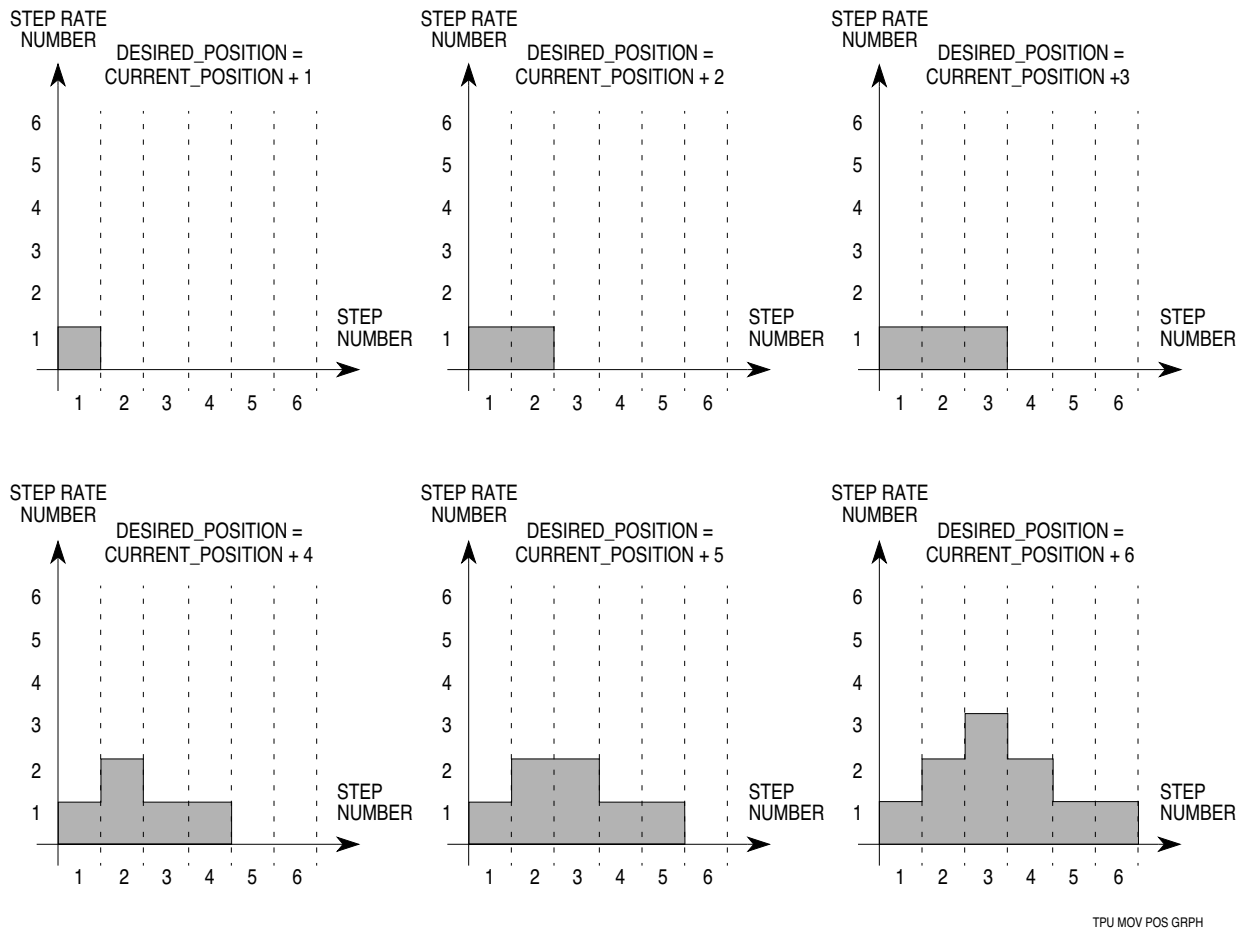 STEP RATE
NUMBER
DESIRED_POSITION =
CURRENT_POSITION + 1
6
5
4
3
2
1
STEP
NUMBER
1 2 3 4 5 6
STEP RATE
NUMBER
DESIRED_POSITION =
CURRENT_POSITION + 2
6
5
4
3
2
1
STEP
NUMBER
1 2 3 4 5 6
STEP RATE
NUMBER
DESIRED_POSITION =
CURRENT_POSITION +3
6
5
4
3
2
1
STEP
NUMBER
1 2 3 4 5 6
STEP RATE
NUMBER
DESIRED_POSITION =
CURRENT_POSITION + 4
6
5
4
3
2
1
STEP
NUMBER
1 2 3 4 5 6
STEP RATE
NUMBER
DESIRED_POSITION =
CURRENT_POSITION + 5
6
5
4
3
2
1
STEP
NUMBER
1 2 3 4 5 6
STEP RATE
NUMBER
DESIRED_POSITION =
CURRENT_POSITION + 6
6
5
4
3
2
1
STEP
NUMBER
1 2 3 4 5 6
TPU MOV POS GRPH